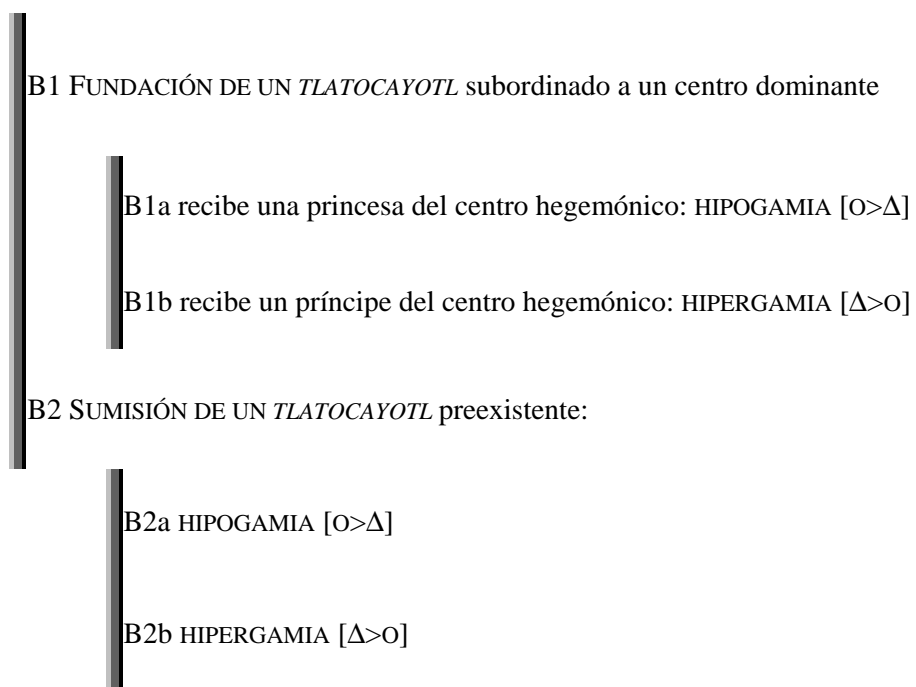 B1 FUNDACIÓN DE UN TLATOCAYOTL subordinado a un centro dominante
B1a recibe una princesa del centro hegemónico: HIPOGAMIA [O>Δ]
B1b recibe un príncipe del centro hegemónico: HIPERGAMIA [Δ>O]
B2 SUMISIÓN DE UN TLATOCAYOTL preexistente:
B2a HIPOGAMIA [O>Δ]
B2b HIPERGAMIA [Δ>O]